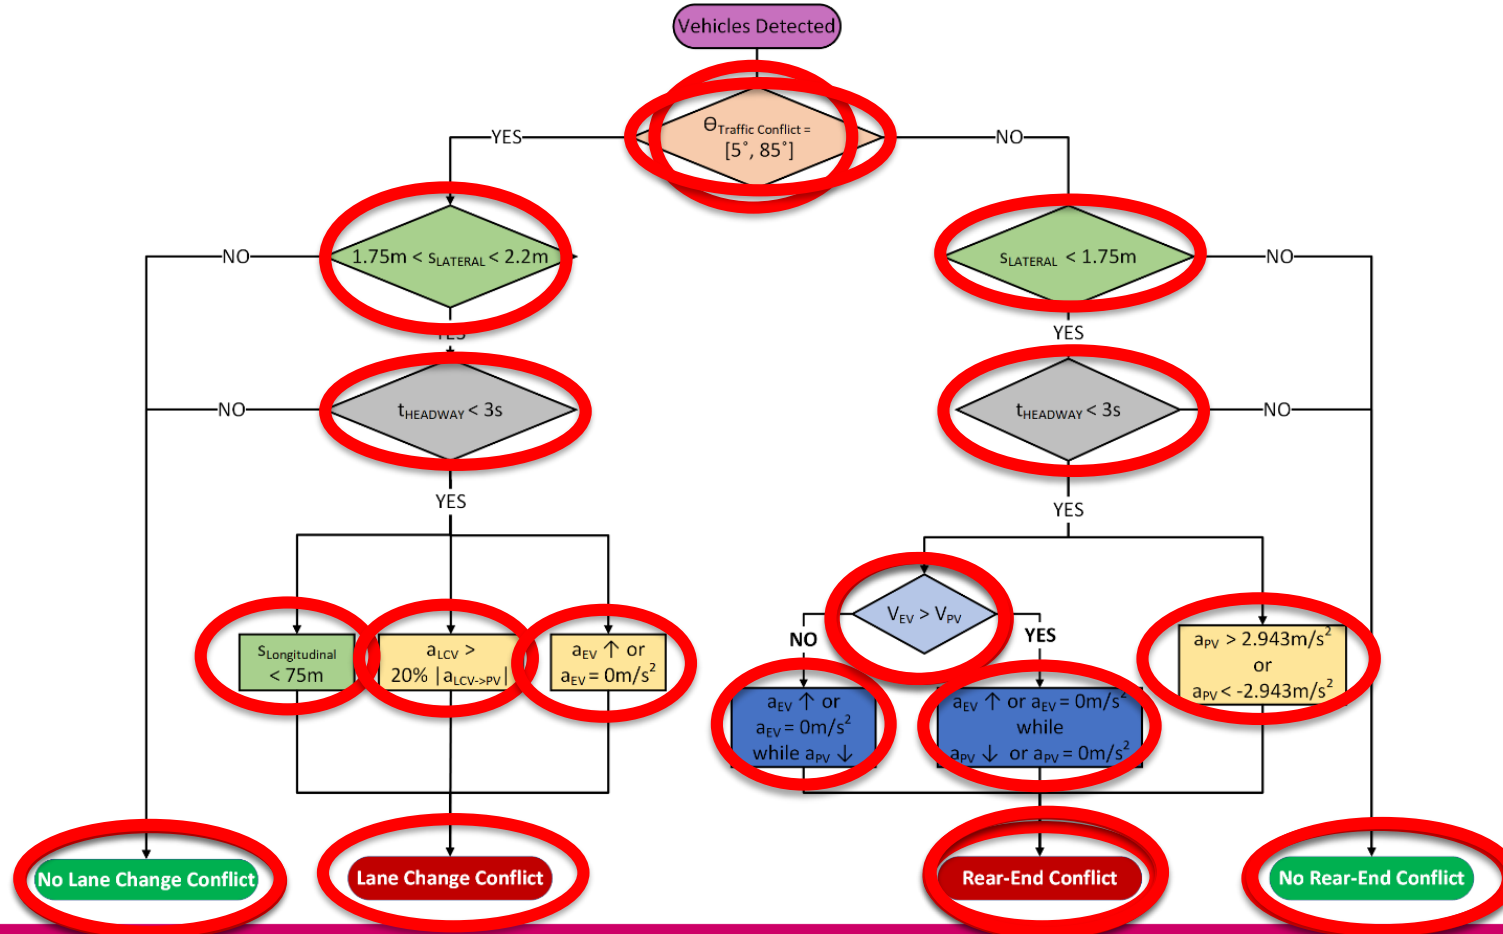 Vehicles Detected
ΘTraffic Conflict =
[5˚, 85˚]
YES
NO
1.75m < sLATERAL < 2.2m
NO
YES
sLATERAL < 1.75m
NO
YES
tHEADWAY < 3s
NO
YES
tHEADWAY < 3s
NO
YES
sLongitudinal
< 75m
aLCV >
20% |aLCV->PV|
aEV ↑ or
aEV = 0m/s²
VEV > VPV
NO
YES
aEV ↑ or
aEV = 0m/s²
while aPV ↓
aEV ↑ or aEV = 0m/s²
while
aPV ↓ or aPV = 0m/s²
aPV > 2.943m/s²
or
aPV < -2.943m/s²
No Lane Change Conflict
Lane Change Conflict
Rear-End Conflict
No Rear-End Conflict